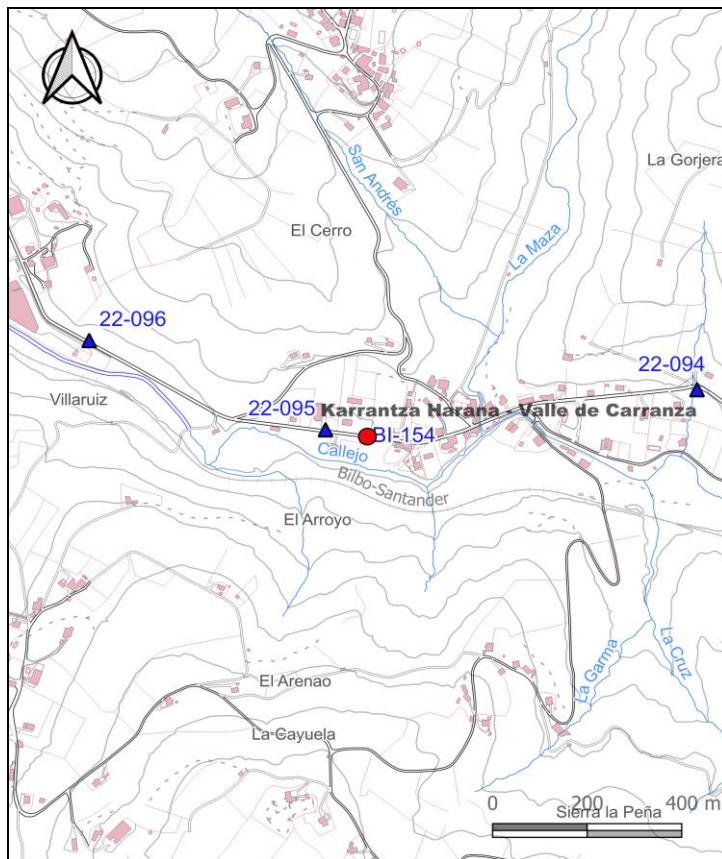 San Andrés
La Gorjera
El Cerro
La Maza
22-096
22-094
Villaruiz
22-095
Karrantza Harana - Valle de Carranza
BI-154
Callejo
Bilbo-Santander
El Arroyo
La Garma
La Cruz
El Arenao
La Cayuela
0 200 400 m
Sierra la Peña